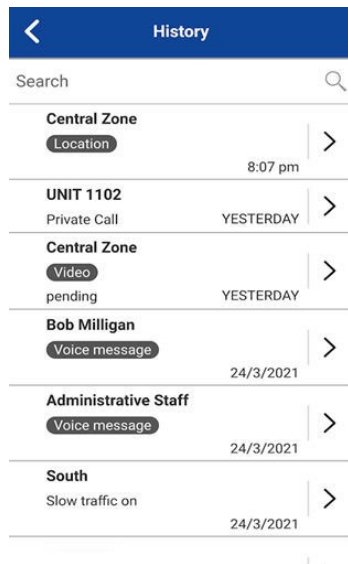 History
Search
Central Zone
Location
8:07 pm
UNIT 1102
Private Call YESTERDAY
Central Zone
Video
pending YESTERDAY
Bob Milligan
Voice message
24/3/2021
Administrative Staff
Voice message
24/3/2021
South
Slow traffic on
24/3/2021